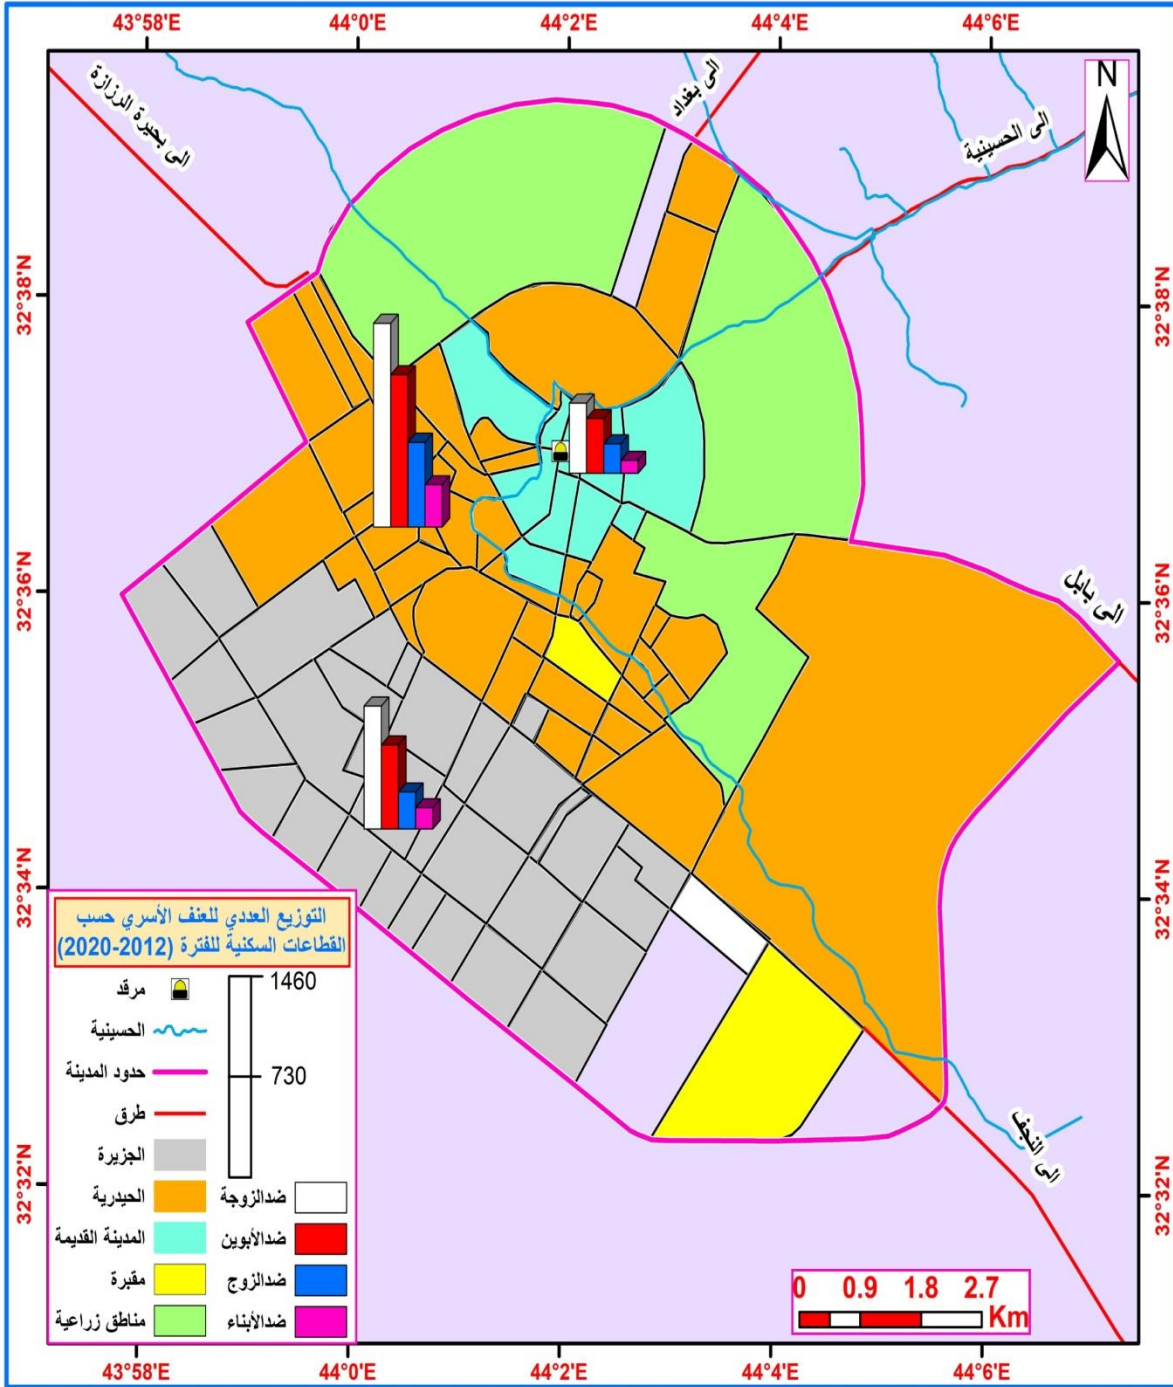 43°58'E
44°0'E
44°2'E
44°4'E
44°6'E
الى بحيرة الرزازة
الى بغداد
الى الحسينية
N
32°38'N
32°38'N
32°36'N
32°36'N
الى بابل
32°34'N
32°34'N
التوزيع العددي للعنف الأسري حسب
القطاعات السكنية للفترة (2012-2020)
مرقد
1460
الحسينية
حدود المدينة
730
طرق
الجزيرة
الحيدرية
ضدالزوجة
المدينة القديمة
ضدالأبوين
مقبرة
ضدالزوج
مناطق زراعية
ضدالأبناء
الى النجف
32°32'N
32°32'N
0 0.9 1.8 2.7
Km
43°58'E
44°0'E
44°2'E
44°4'E
44°6'E